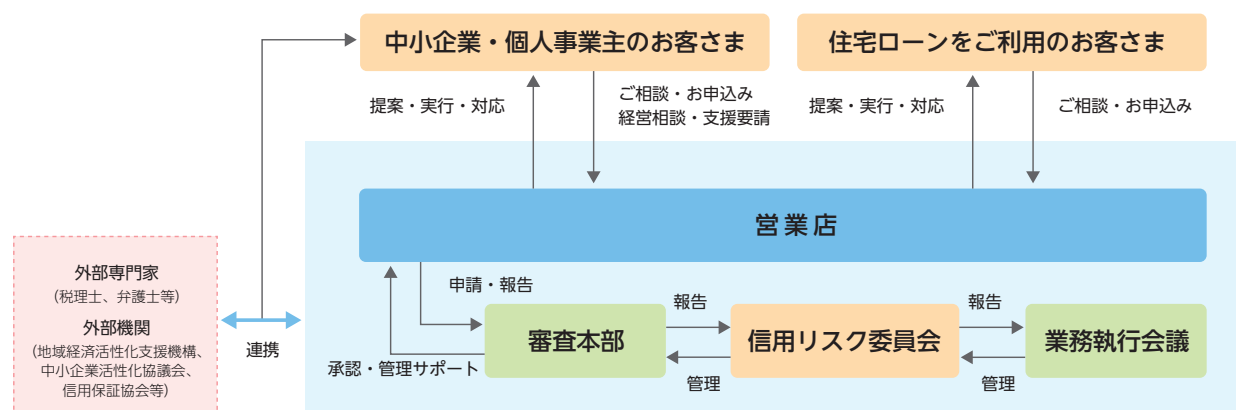 中小企業・個人事業主のお客さま
住宅ローンをご利用のお客さま
提案・実行・対応
ご相談・お申込み
経営相談・支援要請
提案・実行・対応
ご相談・お申込み
営業店
外部専門家
(税理士、弁護士等)
外部機関
(地域経済活性化支援機構、
中小企業活性化協議会、
信用保証協会等)
連携
申請・報告
承認・管理サポート
審査本部
報告
管理
信用リスク委員会
報告
管理
業務執行会議